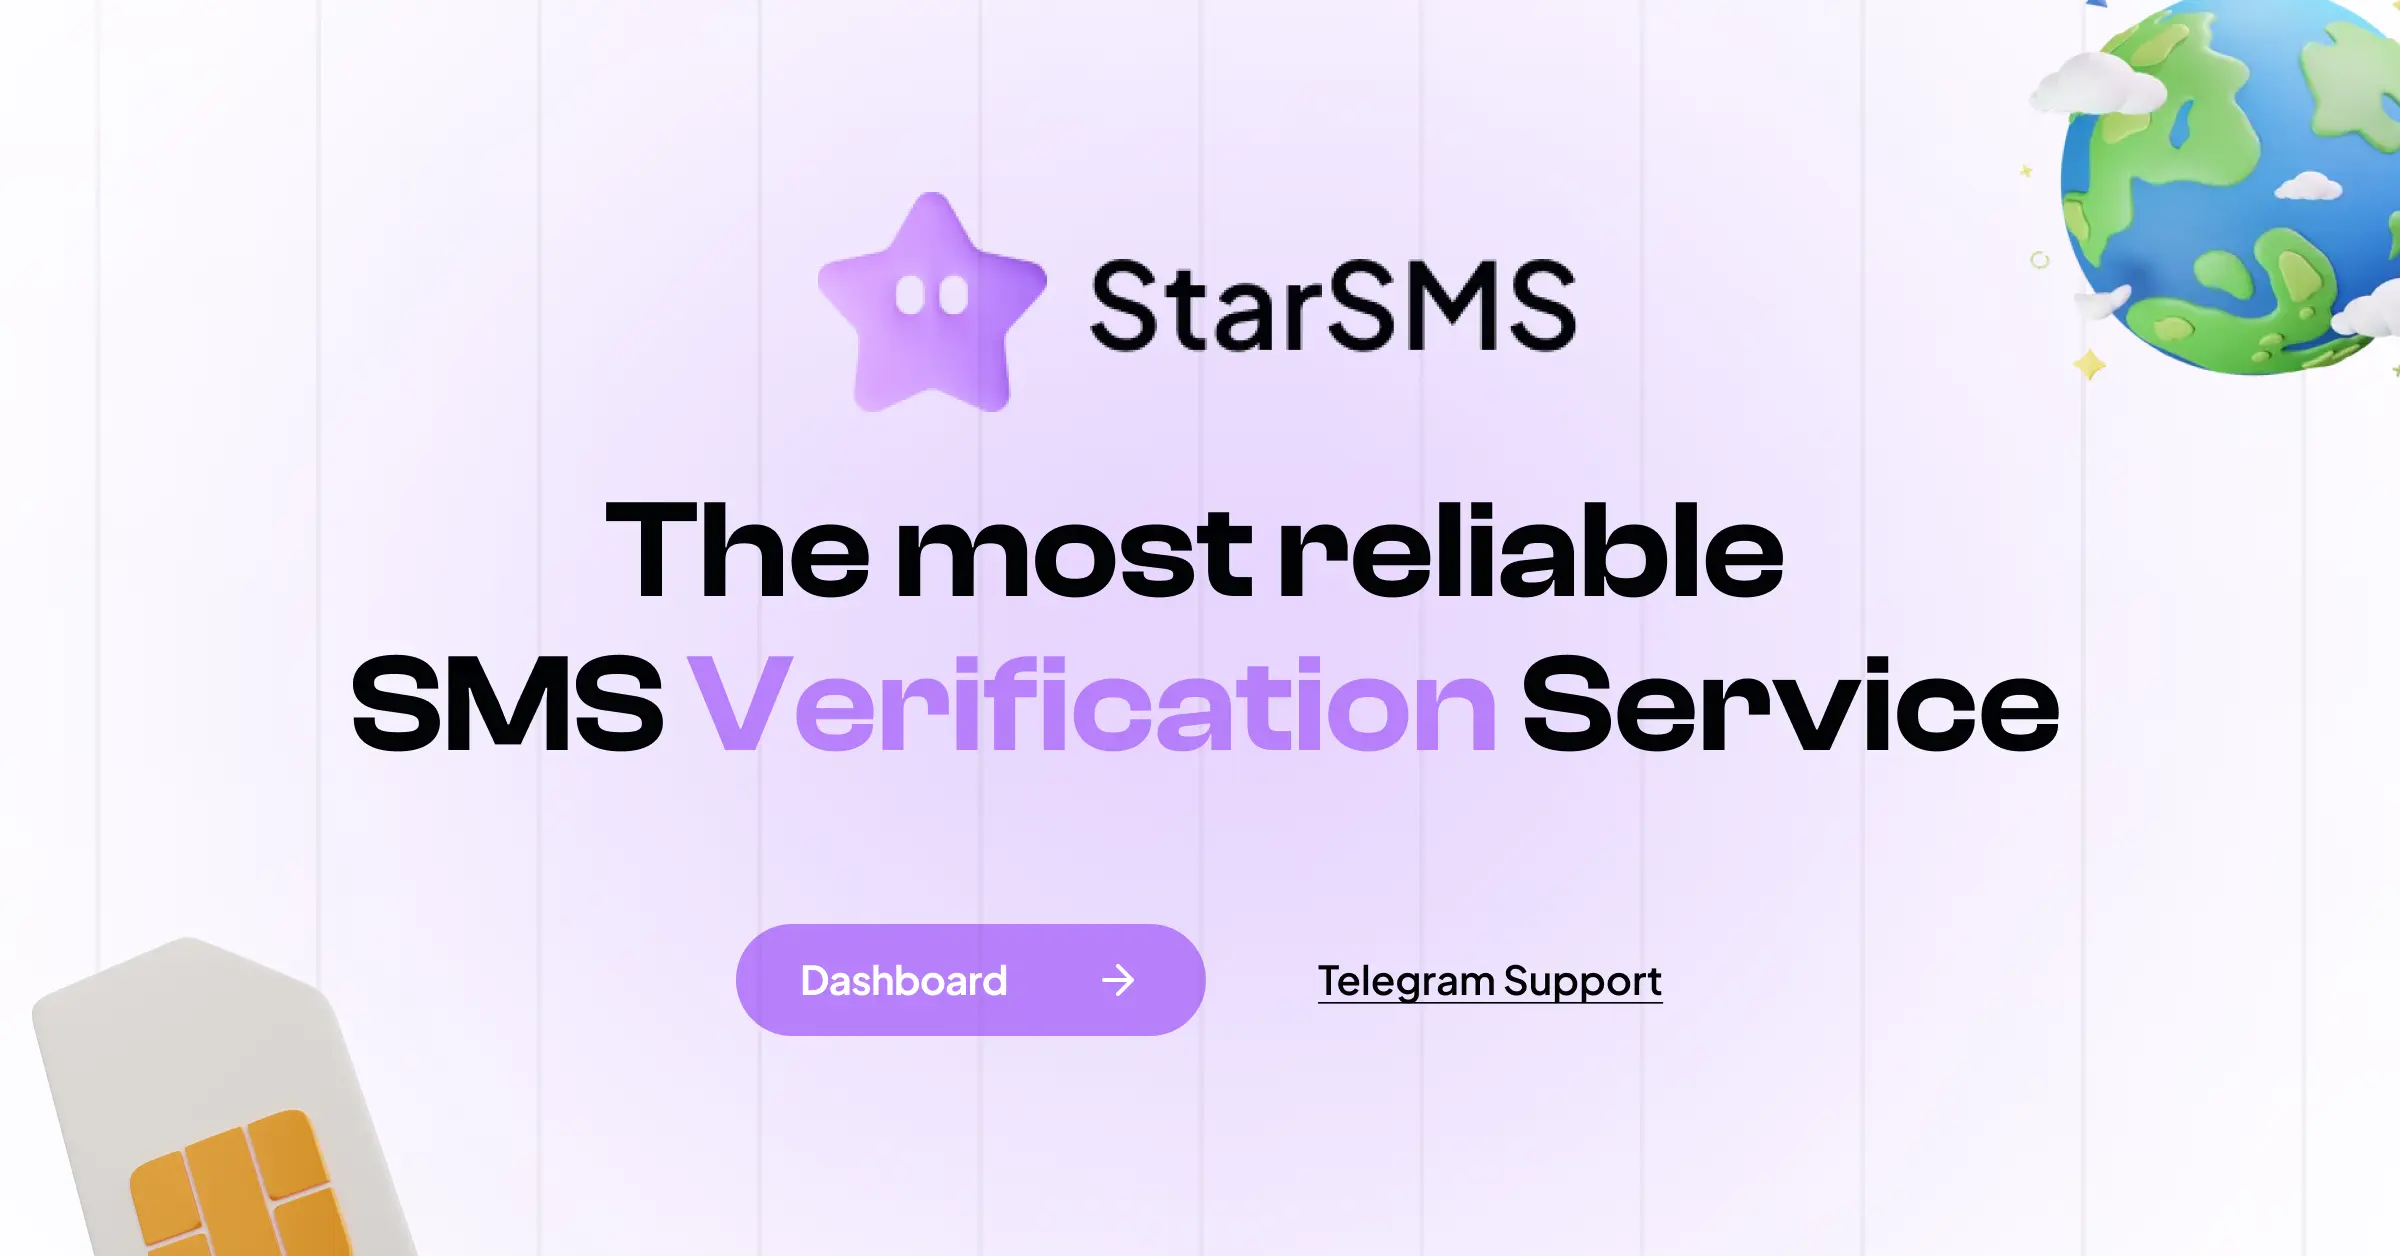 StarSMS
The most reliable
SMS Verification Service
Dashboard
Telegram Support